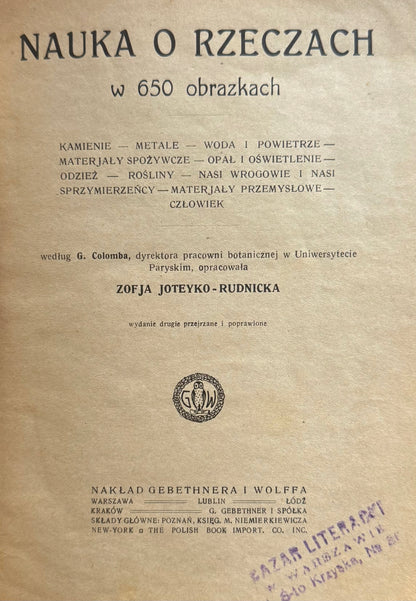 NAUKA O RZECZACH
w 650 obrazkach
KAMIENIE — METALE — WODA I POWIETRZE —
MATERJAŁY SPOŻYWCZE — OPAŁ I OŚWIETLENIE —
ODZIEŻ — ROŚLINY — NASI WROGOWIE I NASI
SPRZYMIERZEŃCY — MATERJAŁY PRZEMYSŁOWE —
CZŁOWIEK
według G. Colomba, dyrektora pracowni botanicznej w Uniwersytecie
Paryskim, opracowała
ZOFJA JOTEYKO-RUDNICKA
wydanie drugie przejrzane i poprawione
G W
NAKŁAD GEBETHNERA I WOLFFA
WARSZAWA — LUBLIN — ŁÓDŹ
KRAKÓW — G. GEBETHNER I SPÓŁKA
SKŁADY GŁÓWNE: POZNAŃ, KSIĘG. M. NIEMIERKIEWICZA
NEW-YORK □ THE POLISH BOOK IMPORT. CO. INC.
BAZAR LITERACKI
w WARSZAWIE
Ś-to Krzyska, №